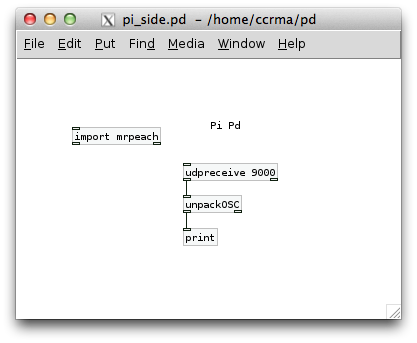 pi_side.pd - /home/ccrma/pd
File Edit Put Find Media Window Help
Pi Pd
import mrpeach
udpreceive 9000
unpackOSC
print